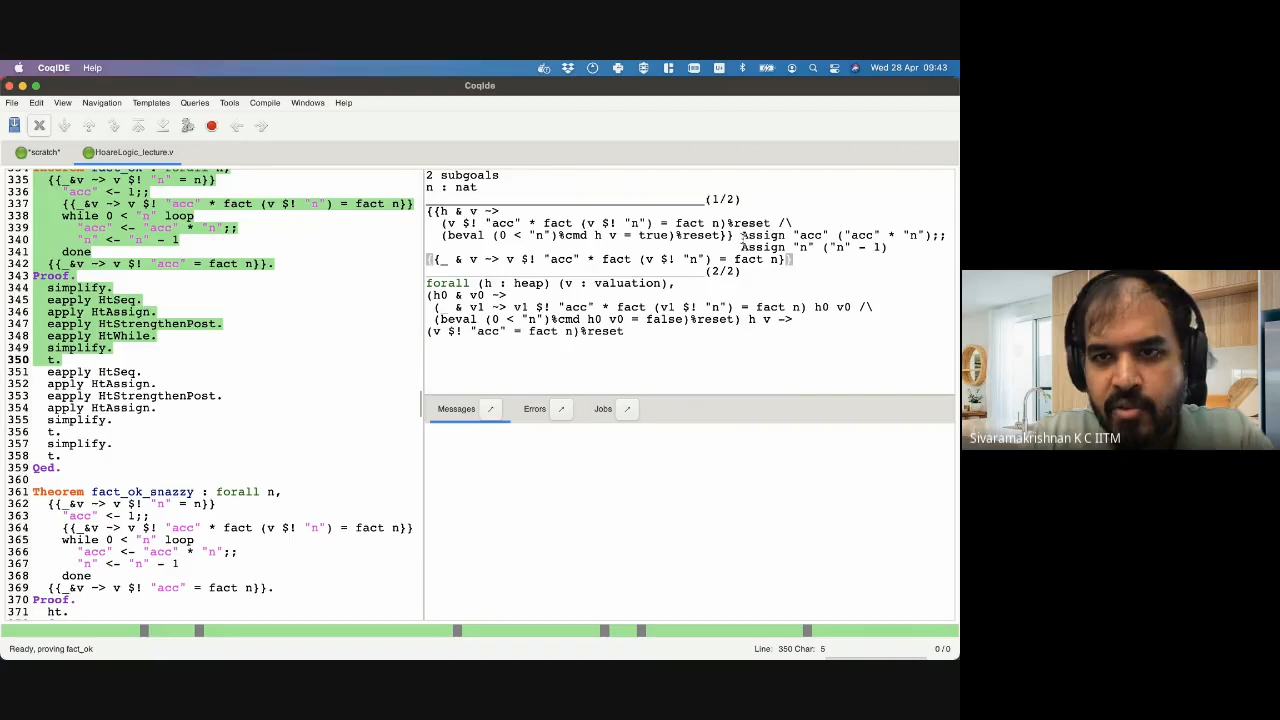 CoqIDE Help
Wed 28 Apr 09:43
CoqIde
File Edit View Navigation Templates Queries Tools Compile Windows Help
*scratch* HoareLogic_lecture.v
335 {{_&v ~> v $! "n" = n}}
336 "acc" <- 1;;
337 {{_&v ~> v $! "acc" * fact (v $! "n") = fact n}}
338 while 0 < "n" loop
339 "acc" <- "acc" * "n";;
340 "n" <- "n" - 1
341 done
342 {{_&v ~> v $! "acc" = fact n}}.
343 Proof.
344 simplify.
345 eapply HtSeq.
346 apply HtAssign.
347 eapply HtStrengthenPost.
348 eapply HtWhile.
349 simplify.
350 t.
351 eapply HtSeq.
352 apply HtAssign.
353 eapply HtStrengthenPost.
354 apply HtAssign.
355 simplify.
356 t.
357 simplify.
358 t.
359 Qed.
360
361 Theorem fact_ok_snazzy : forall n,
362 {{_&v ~> v $! "n" = n}}
363 "acc" <- 1;;
364 {{_&v ~> v $! "acc" * fact (v $! "n") = fact n}}
365 while 0 < "n" loop
366 "acc" <- "acc" * "n";;
367 "n" <- "n" - 1
368 done
369 {{_&v ~> v $! "acc" = fact n}}.
370 Proof.
371 ht.
2 subgoals
n : nat
(1/2)
{{h & v ~>
(v $! "acc" * fact (v $! "n") = fact n)%reset /\
(beval (0 < "n")%cmd h v = true)%reset}} Assign "acc" ("acc" * "n");;
Assign "n" ("n" - 1)
{{_ & v ~> v $! "acc" * fact (v $! "n") = fact n}}
(2/2)
forall (h : heap) (v : valuation),
(h0 & v0 ~>
(_ & v1 ~> v1 $! "acc" * fact (v1 $! "n") = fact n) h0 v0 /\
(beval (0 < "n")%cmd h0 v0 = false)%reset) h v ->
(v $! "acc" = fact n)%reset
Messages Errors Jobs
Ready, proving fact_ok
Line: 350 Char: 5
0 / 0
Sivaramakrishnan K C IITM